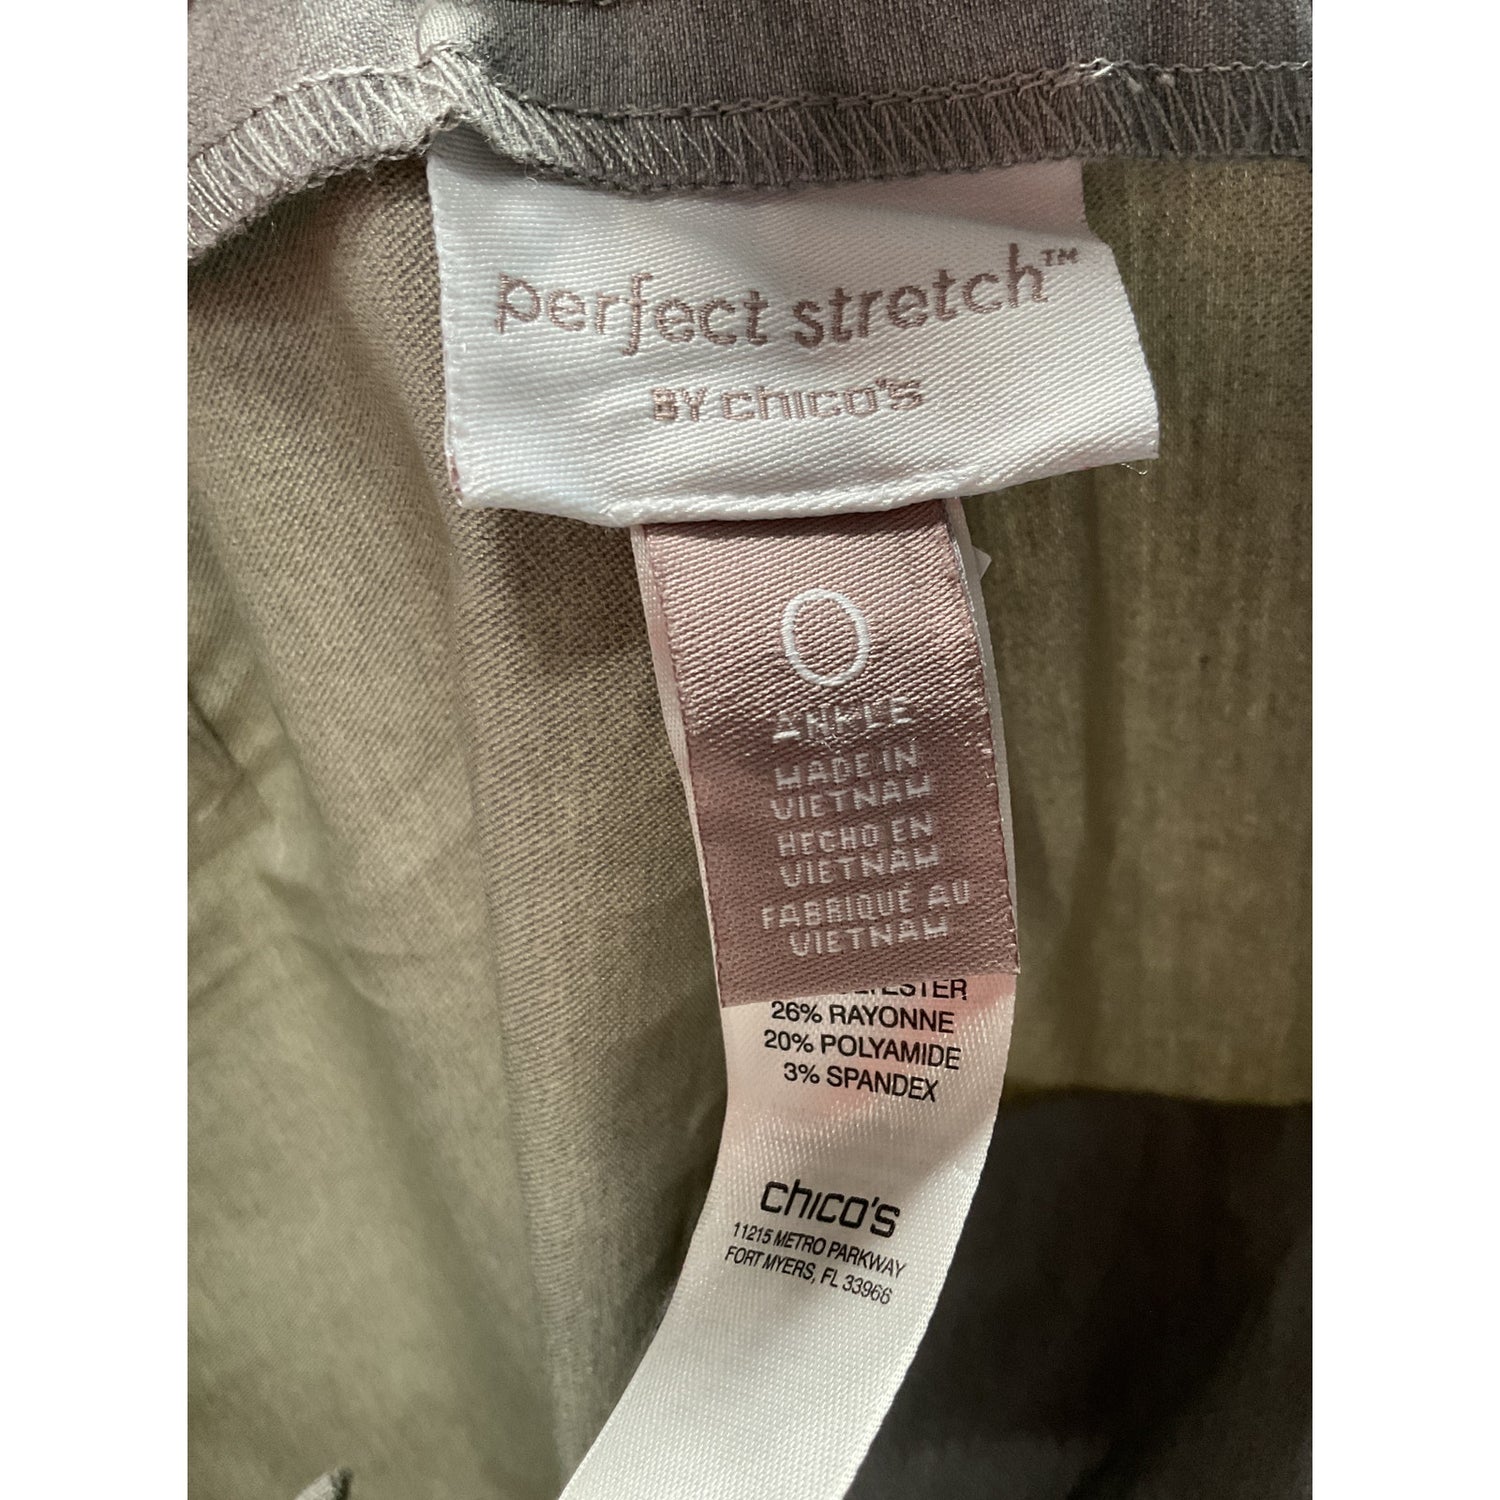 perfect stretch™
BY chico's
0
ANKLE
MADE IN
VIETNAM
HECHO EN
VIETNAM
FABRIQUÉ AU
VIETNAM
26% RAYONNE
20% POLYAMIDE
3% SPANDEX
chico's
11215 METRO PARKWAY
FORT MYERS, FL 33966